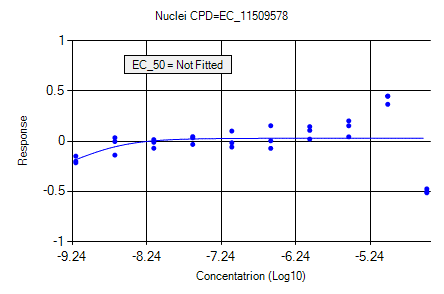 Nuclei CPD=EC_11509578
EC_50 = Not Fitted
1
0.5
0
-0.5
-1
Response
-9.24 -8.24 -7.24 -6.24 -5.24
Concentatrion (Log10)